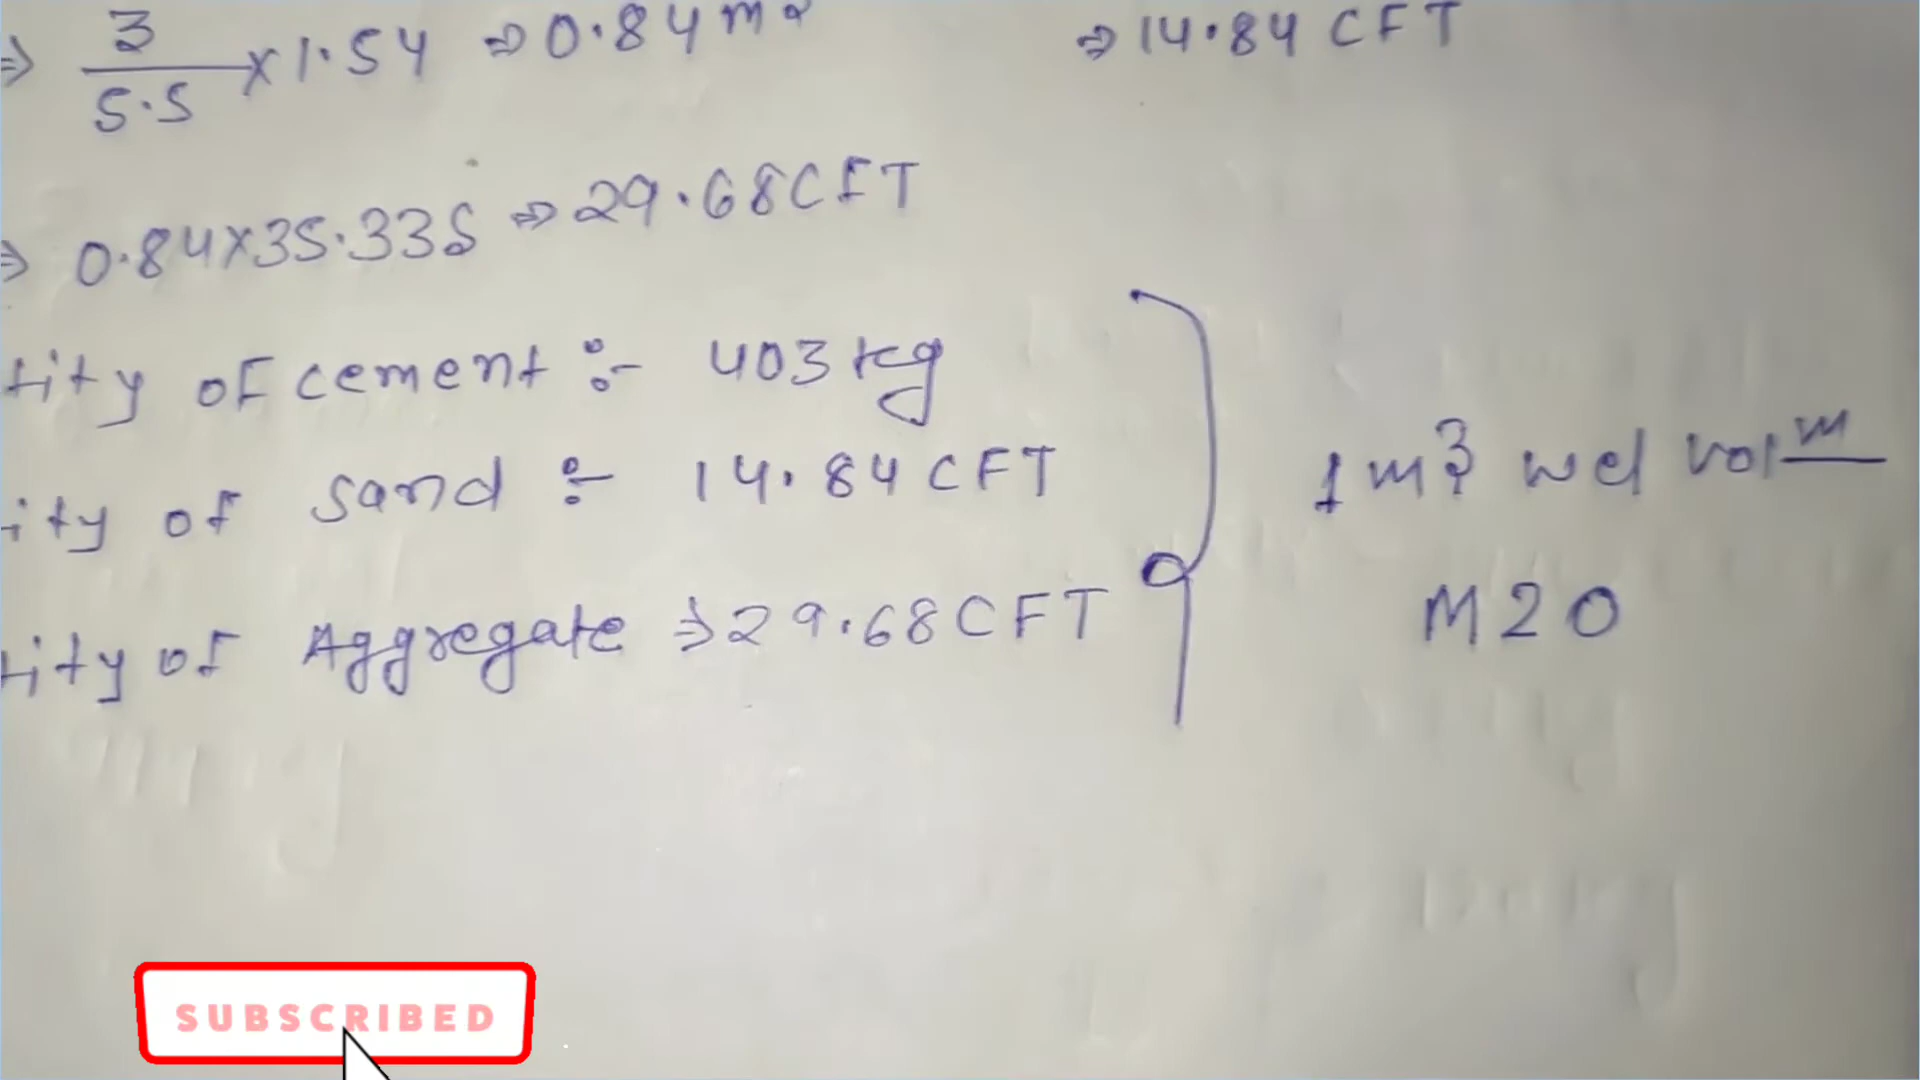 ⇒ 3/5.5 × 1.54 ⇒ 0.84 m³
⇒ 14.84 CFT
⇒ 0.84×35.335 ⇒ 29.68 CFT
tity of cement :- 403 kg
ity of sand :- 14.84 CFT
tity of Aggregate ⇒ 29.68 CFT
1 m³ wet volm
M20
SUBSCRIBED